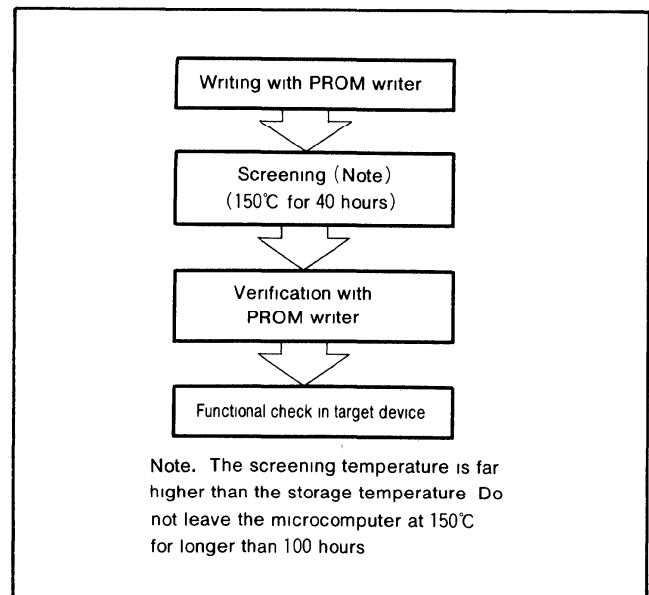 Writing with PROM writer
Screening (Note)
(150℃ for 40 hours)
Verification with
PROM writer
Functional check in target device
Note. The screening temperature is far
higher than the storage temperature Do
not leave the microcomputer at 150℃
for longer than 100 hours